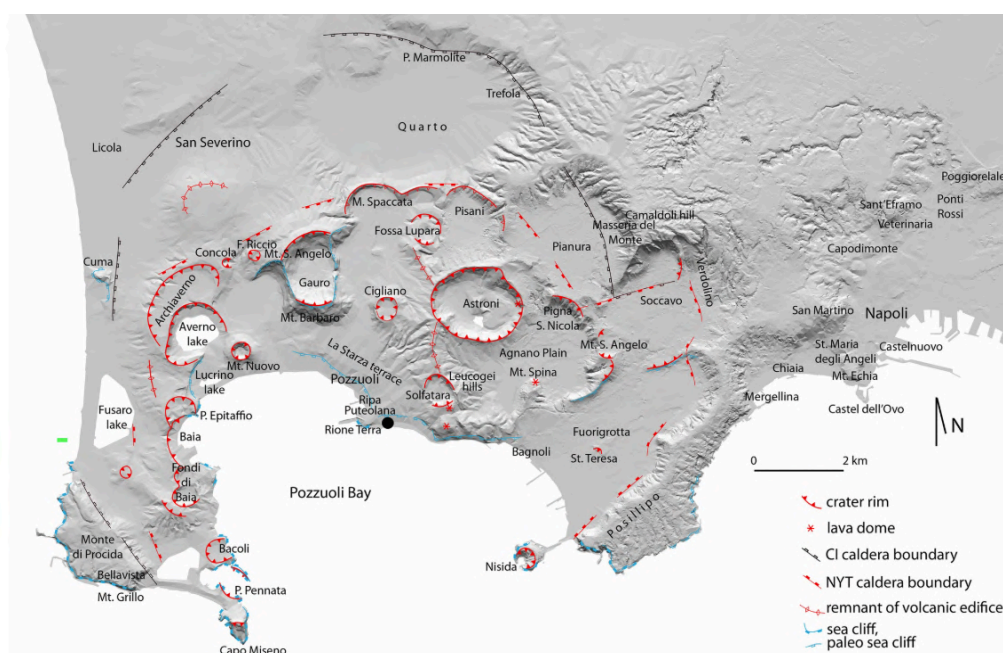 P. Marmolite
Trefola
Quarto
Licola
San Severino
Poggiorelale
Ponti
Rossi
Sant'Eframo
Veterinaria
Capodimonte
M. Spaccata
Pisani
Camaldoli hill
Masseria del
Monte
Fossa Lupara
F. Riccio
Mt. S. Angelo
Concola
Pianura
Verdolino
Cuma
Archiaverno
Gauro
Cigliano
Astroni
Soccavo
Pigna
S. Nicola
Mt. Barbaro
San Martino
Napoli
Averno
lake
La Starza terrace
Agnano Plain
Mt. S. Angelo
Mt. Spina
St. Maria
degli Angeli
Castelnuovo
Mt. Nuovo
Lucrino
lake
Pozzuoli
Leucogei
hills
Solfatara
Chiaia
Mt. Echia
Mergellina
Castel dell'Ovo
Fusaro
lake
P. Epitaffio
Ripa
Puteolana
Rione Terra
Baia
Fuorigrotta
Bagnoli
St. Teresa
N
0 2 km
Fondi
di
Baia
Pozzuoli Bay
Posillipo
Monte
di Procida
Bacoli
Nisida
Bellavista
Mt. Grillo
P. Pennata
Capo Miseno
crater rim
lava dome
CI caldera boundary
NYT caldera boundary
remnant of volcanic edifice
sea cliff,
paleo sea cliff